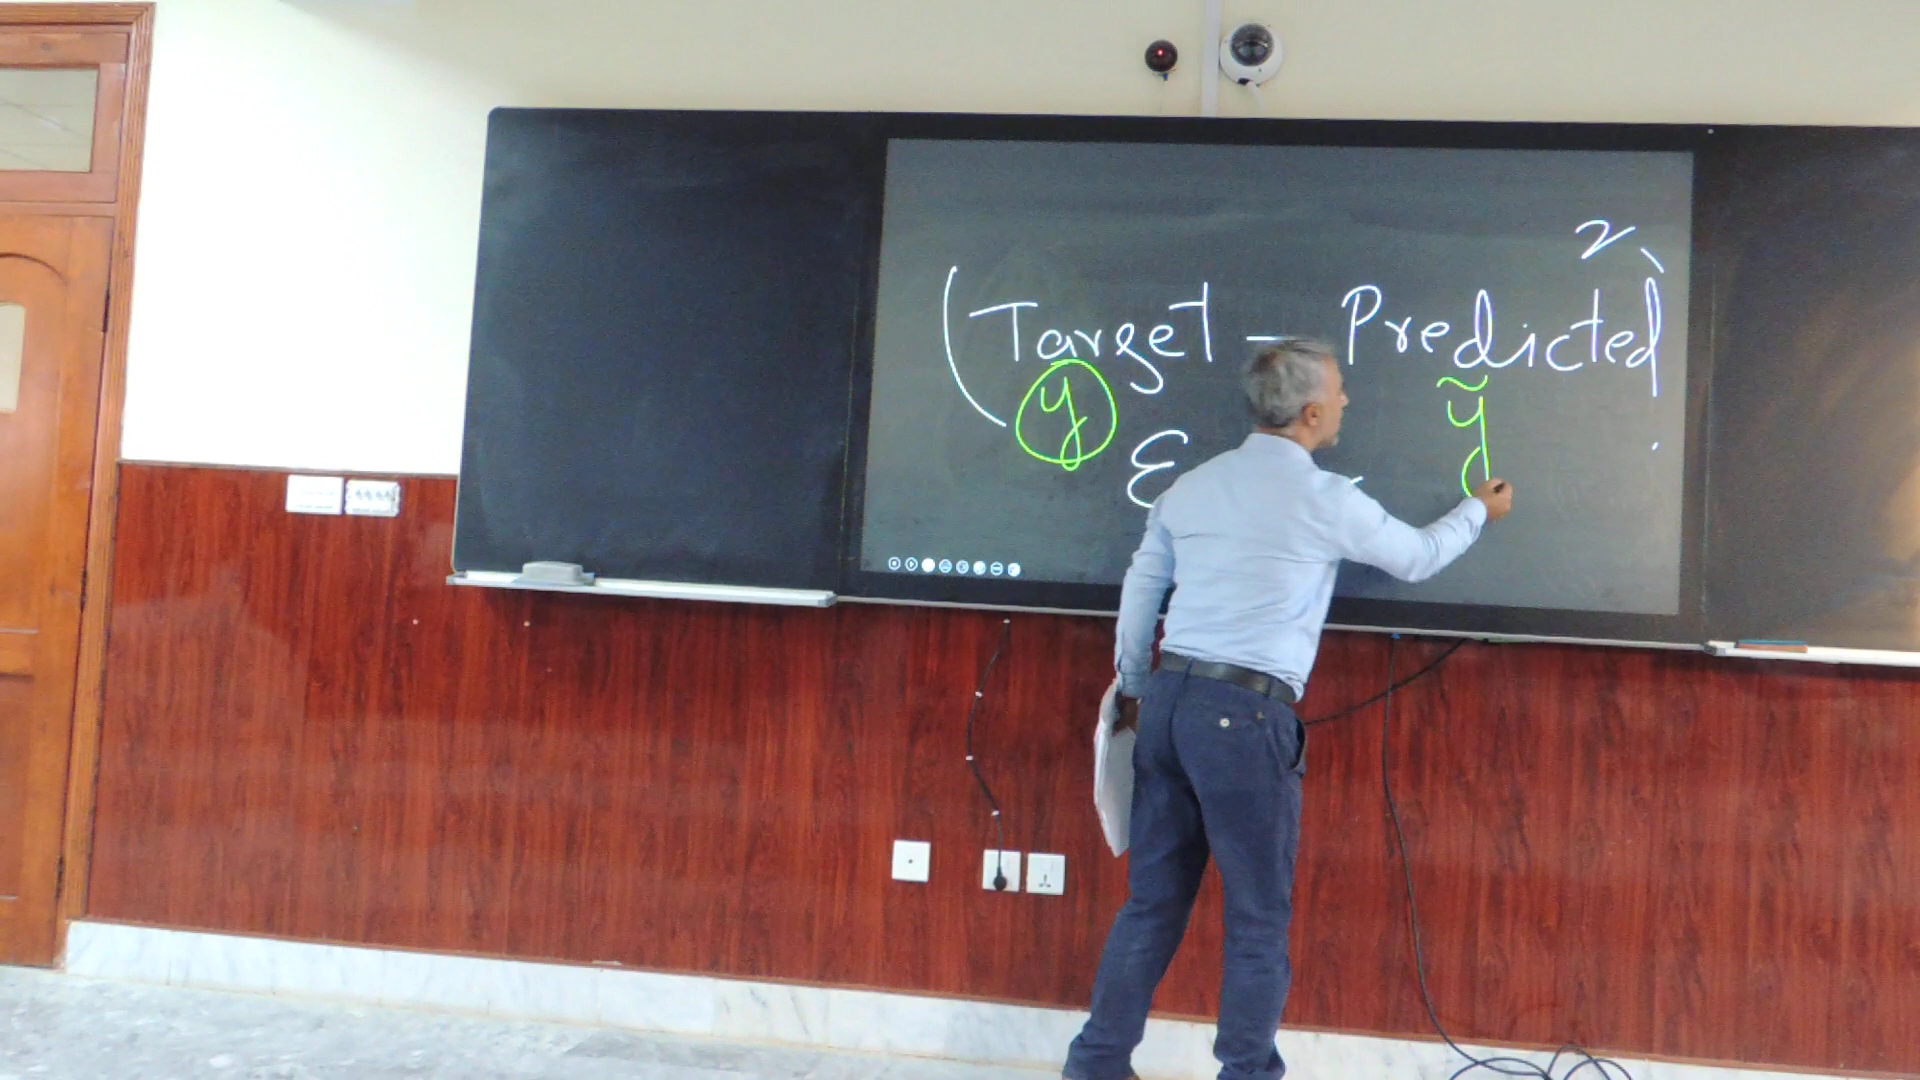 (Target - Predicted)²
y ỹ